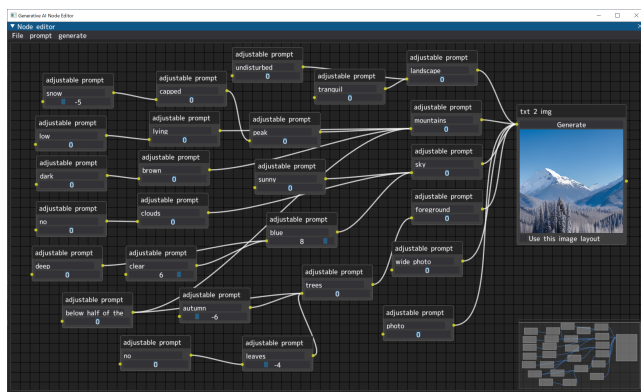 Generative AI Node Editor
Node editor
File prompt generate
adjustable prompt
undisturbed
0
adjustable prompt
landscape
0
adjustable prompt
snow
-5
adjustable prompt
capped
0
adjustable prompt
tranquil
0
txt 2 img
Generate
Use this image layout
adjustable prompt
low
0
adjustable prompt
lying
0
adjustable prompt
peak
0
adjustable prompt
mountains
0
adjustable prompt
dark
0
adjustable prompt
brown
0
adjustable prompt
sunny
0
adjustable prompt
sky
0
adjustable prompt
no
0
adjustable prompt
clouds
0
adjustable prompt
blue
8
adjustable prompt
foreground
0
adjustable prompt
deep
0
adjustable prompt
clear
6
adjustable prompt
wide photo
0
adjustable prompt
below half of the
0
adjustable prompt
autumn
-6
adjustable prompt
trees
0
adjustable prompt
photo
0
adjustable prompt
no
0
adjustable prompt
leaves
-4